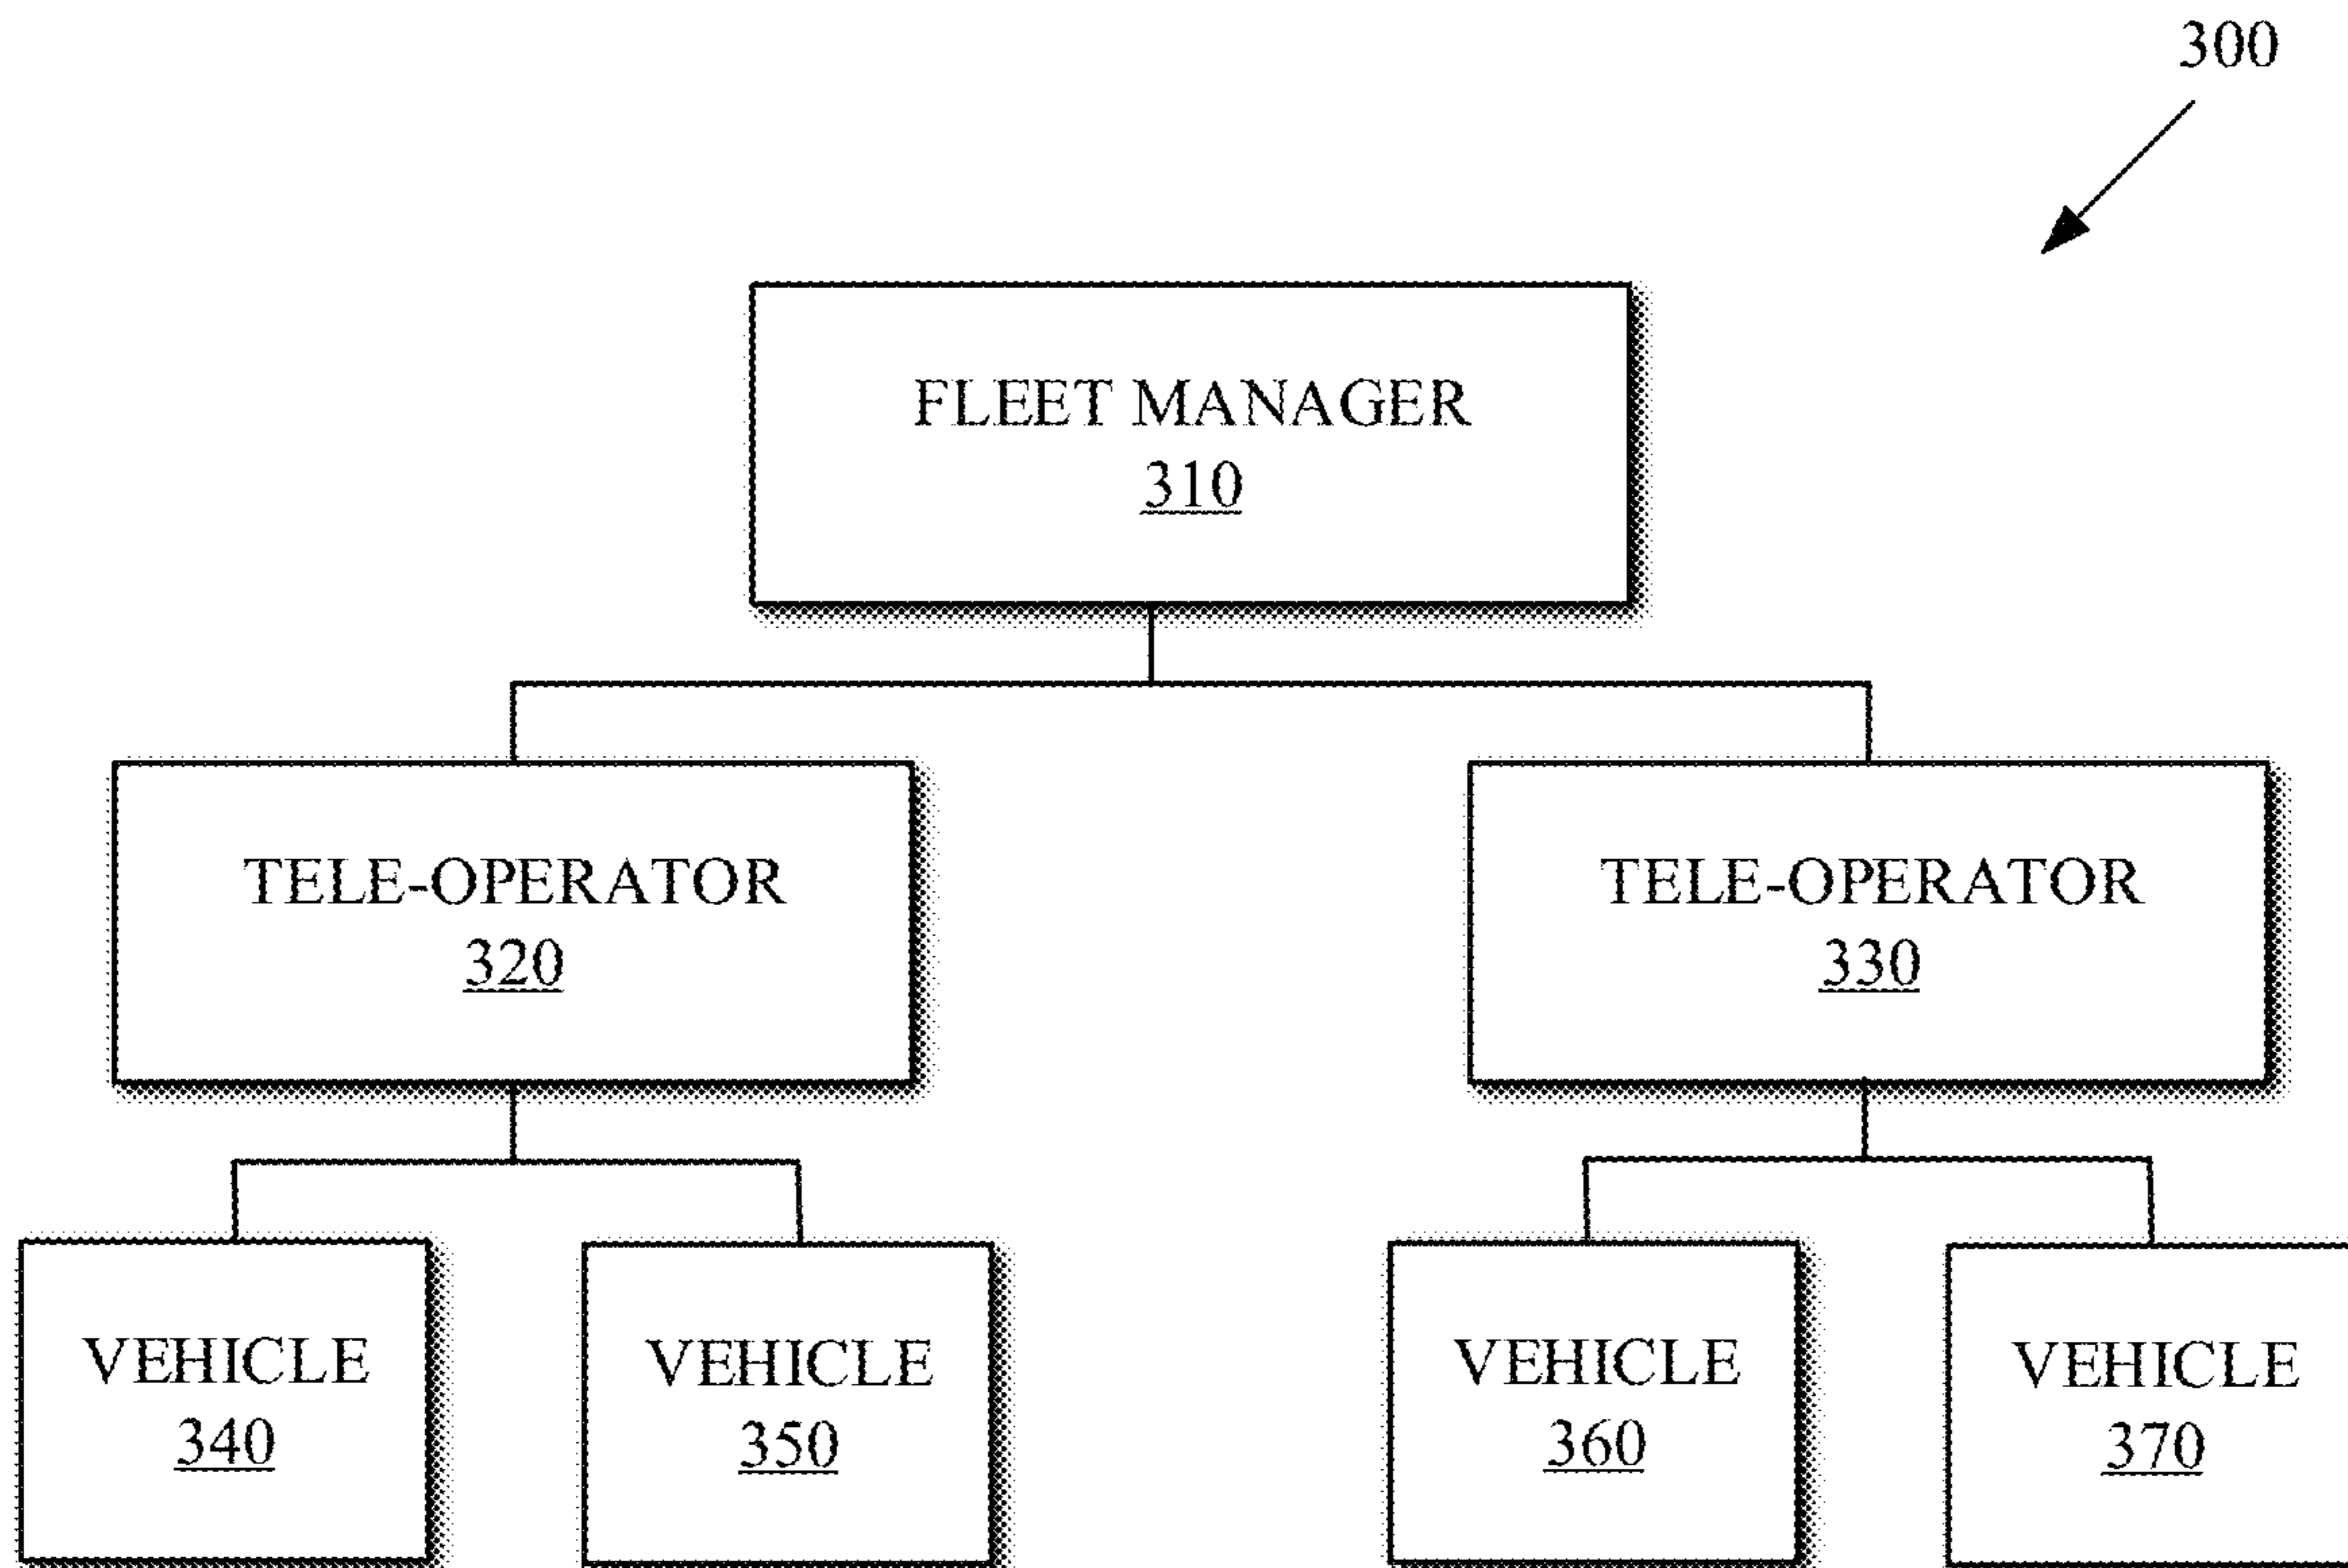 300
FLEET MANAGER
310
TELE-OPERATOR
320
TELE-OPERATOR
330
VEHICLE
340
VEHICLE
350
VEHICLE
360
VEHICLE
370